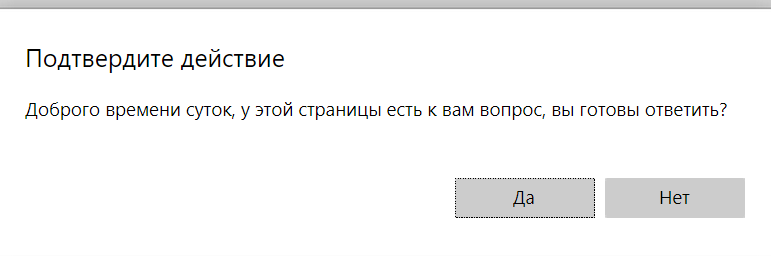 Подтвердите действие
Доброго времени суток, у этой страницы есть к вам вопрос, вы готовы ответить?
Да
Нет